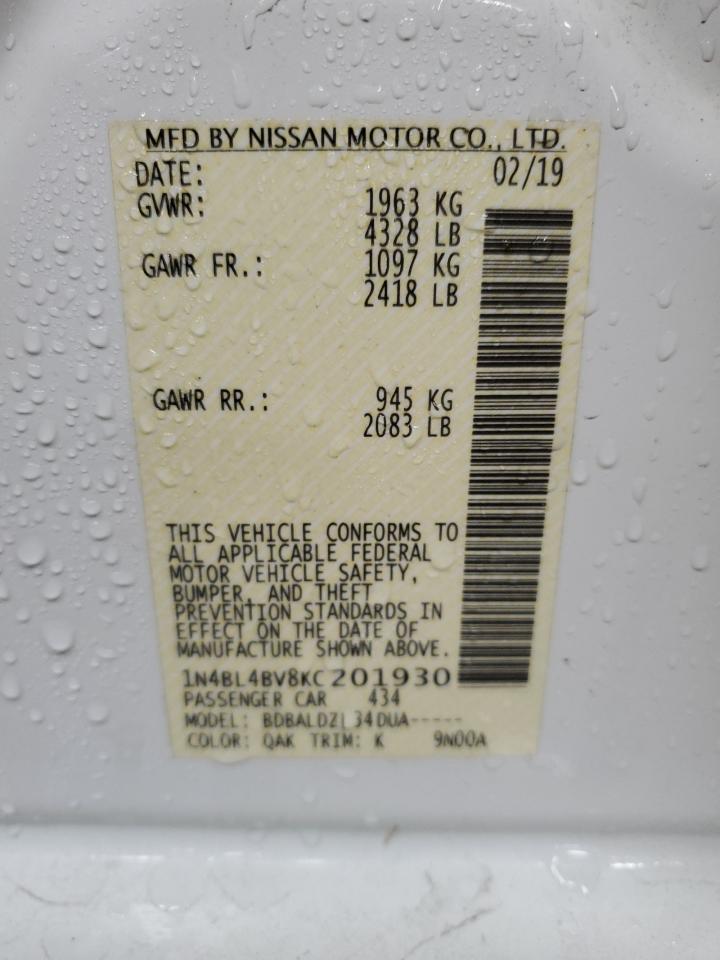 MFD BY NISSAN MOTOR CO., LTD.
DATE: 02/19
GVWR: 1963 KG
4328 LB
GAWR FR.: 1097 KG
2418 LB
GAWR RR.: 945 KG
2083 LB
THIS VEHICLE CONFORMS TO
ALL APPLICABLE FEDERAL
MOTOR VEHICLE SAFETY,
BUMPER, AND THEFT
PREVENTION STANDARDS IN
EFFECT ON THE DATE OF
MANUFACTURE SHOWN ABOVE.
1N4BL4BV8KC201930
PASSENGER CAR 434
MODEL: BDBALDZL34DUA-----
COLOR: QAK TRIM: K 9N00A